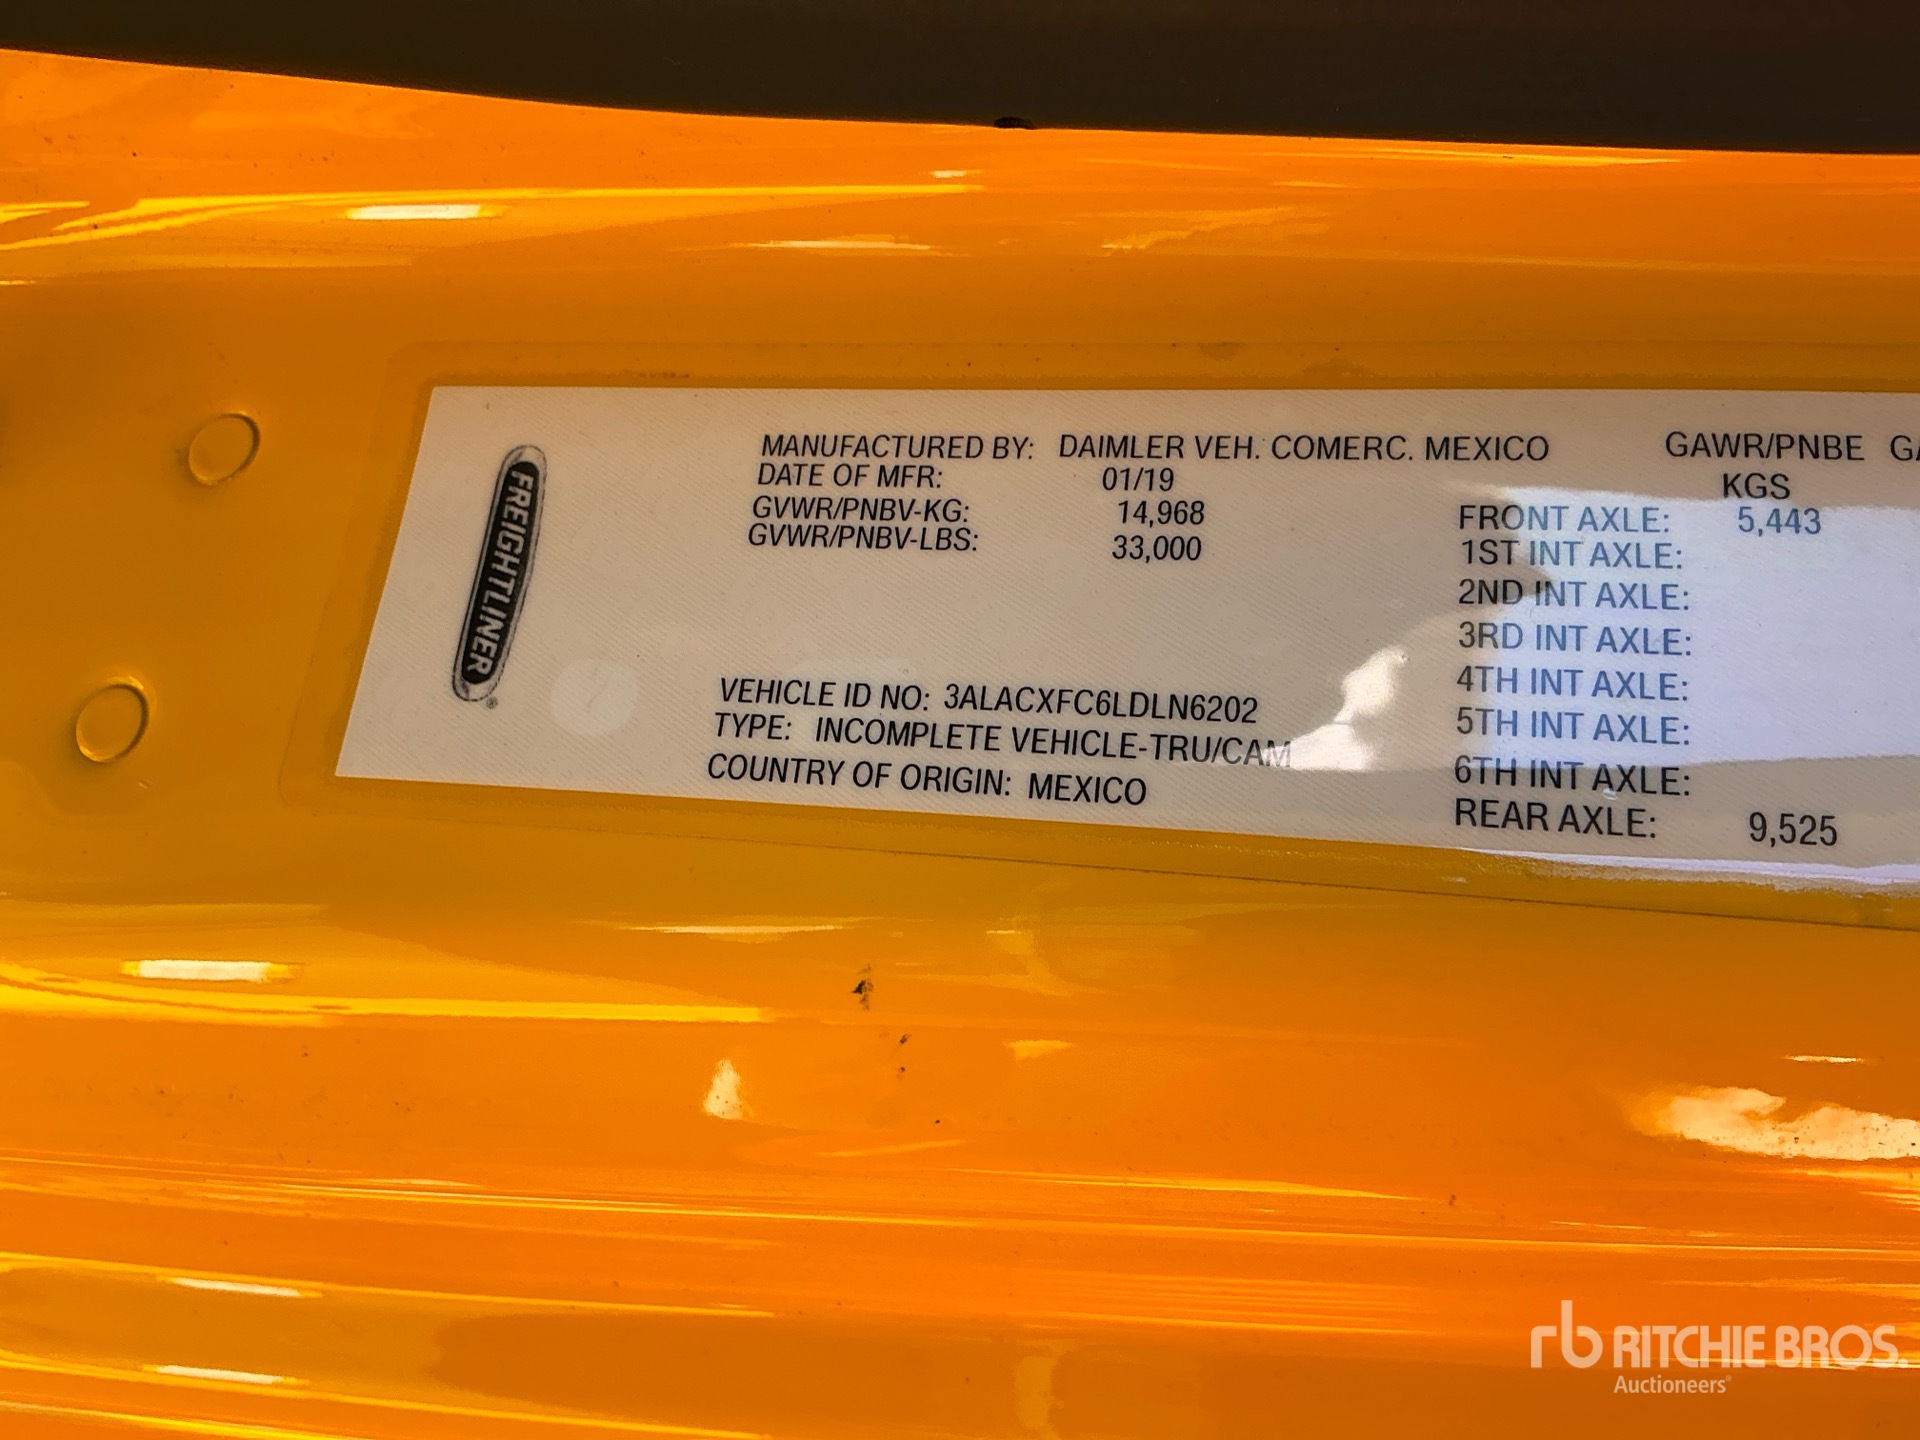 FREIGHTLINER®
MANUFACTURED BY: DAIMLER VEH. COMERC. MEXICO
DATE OF MFR: 01/19
GVWR/PNBV-KG: 14,968
GVWR/PNBV-LBS: 33,000
VEHICLE ID NO: 3ALACXFC6LDLN6202
TYPE: INCOMPLETE VEHICLE-TRU/CAM
COUNTRY OF ORIGIN: MEXICO
GAWR/PNBE GA
KGS
FRONT AXLE: 5,443
1ST INT AXLE:
2ND INT AXLE:
3RD INT AXLE:
4TH INT AXLE:
5TH INT AXLE:
6TH INT AXLE:
REAR AXLE: 9,525
rb RITCHIE BROS.
Auctioneers®